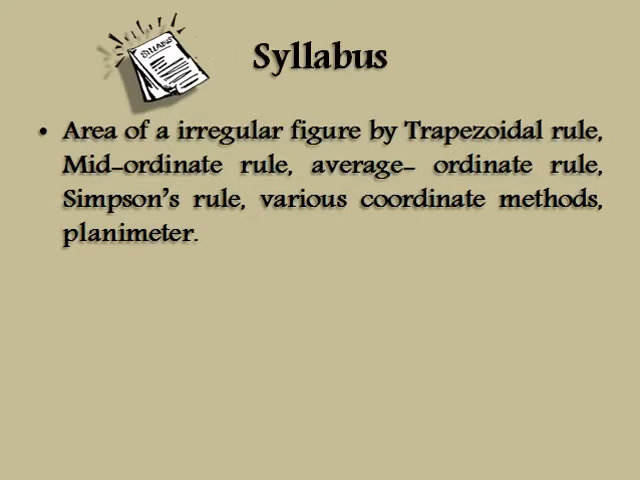 SYLLABUS
Syllabus
• Area of a irregular figure by Trapezoidal rule,
Mid-ordinate rule, average- ordinate rule,
Simpson's rule, various coordinate methods,
planimeter.